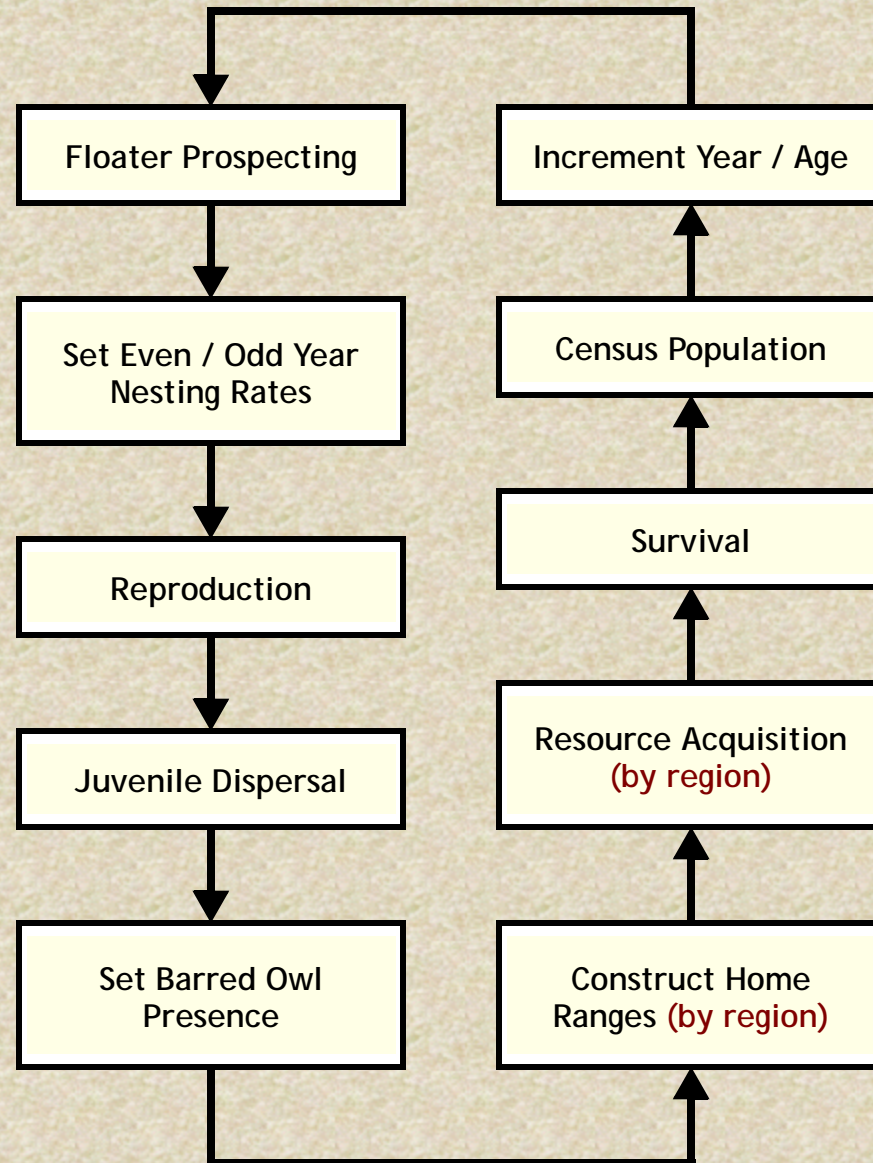 Floater Prospecting
Set Even / Odd Year
Nesting Rates
Reproduction
Juvenile Dispersal
Set Barred Owl
Presence
Construct Home
Ranges (by region)
Resource Acquisition
(by region)
Survival
Census Population
Increment Year / Age